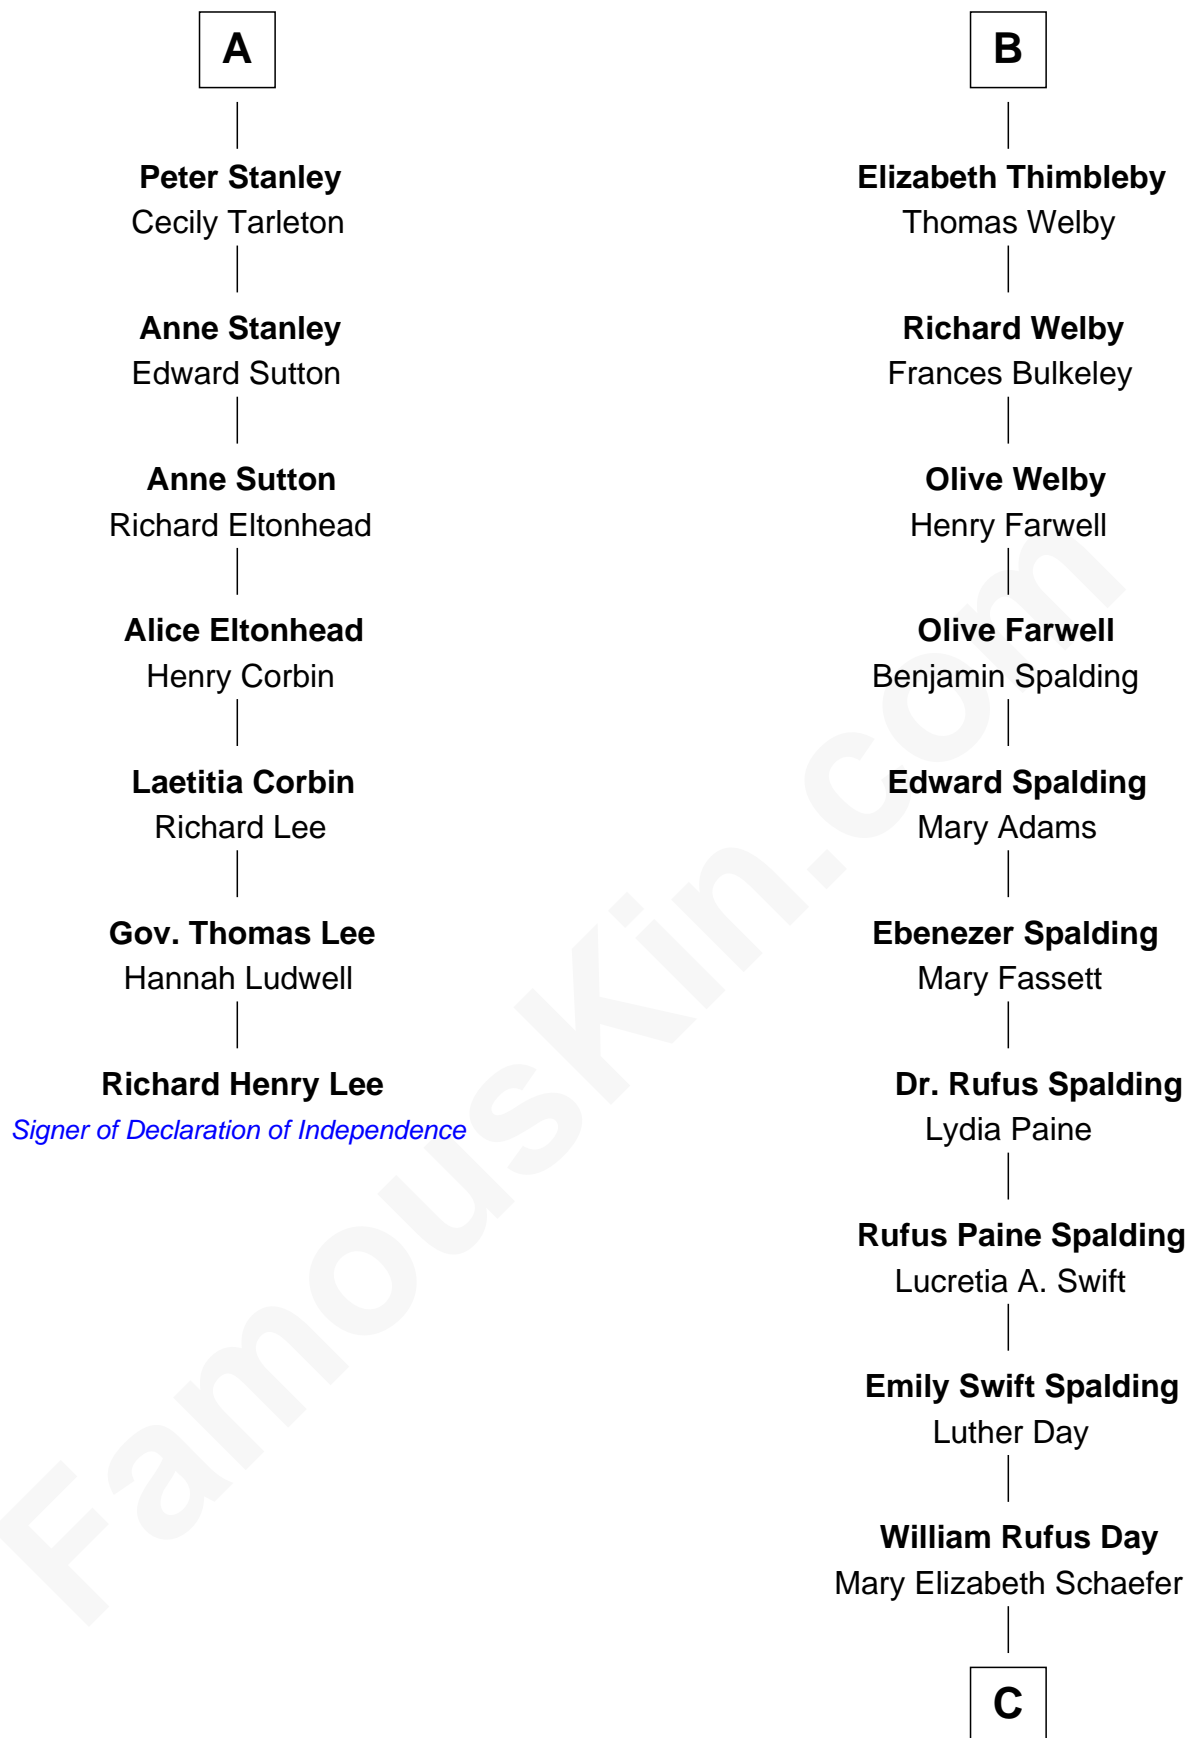 A
Peter Stanley
Cecily Tarleton
Anne Stanley
Edward Sutton
Anne Sutton
Richard Eltonhead
Alice Eltonhead
Henry Corbin
Laetitia Corbin
Richard Lee
Gov. Thomas Lee
Hannah Ludwell
Richard Henry Lee
Signer of Declaration of Independence
B
Elizabeth Thimbleby
Thomas Welby
Richard Welby
Frances Bulkeley
Olive Welby
Henry Farwell
Olive Farwell
Benjamin Spalding
Edward Spalding
Mary Adams
Ebenezer Spalding
Mary Fassett
Dr. Rufus Spalding
Lydia Paine
Rufus Paine Spalding
Lucretia A. Swift
Emily Swift Spalding
Luther Day
William Rufus Day
Mary Elizabeth Schaefer
C
FamousKin.com